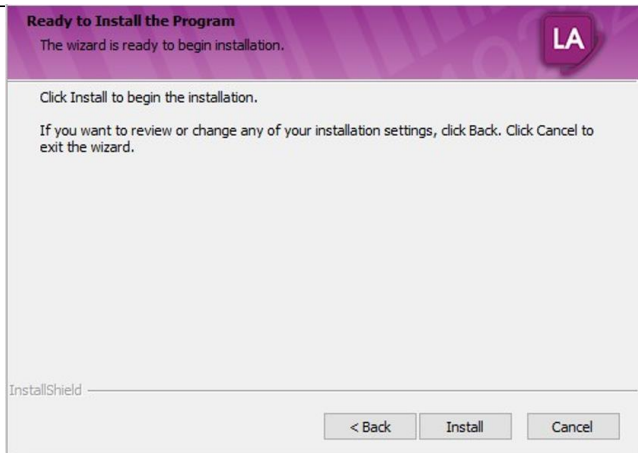 Ready to Install the Program
The wizard is ready to begin installation.
LA
Click Install to begin the installation.
If you want to review or change any of your installation settings, click Back. Click Cancel to
exit the wizard.
InstallShield
< Back Install Cancel